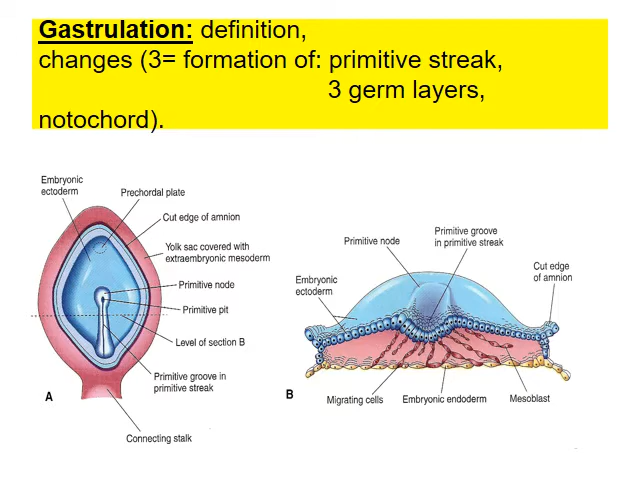 Gastrulation: definition,
changes (3= formation of: primitive streak,
3 germ layers,
notochord).
Embryonic
ectoderm
Prechordal plate
Cut edge of amnion
Yolk sac covered with
extraembryonic mesoderm
Primitive node
Primitive pit
Level of section B
Primitive groove in
primitive streak
A
Connecting stalk
Primitive groove
in primitive streak
Primitive node
Cut edge
of amnion
Embryonic
ectoderm
B
Migrating cells
Embryonic endoderm
Mesoblast